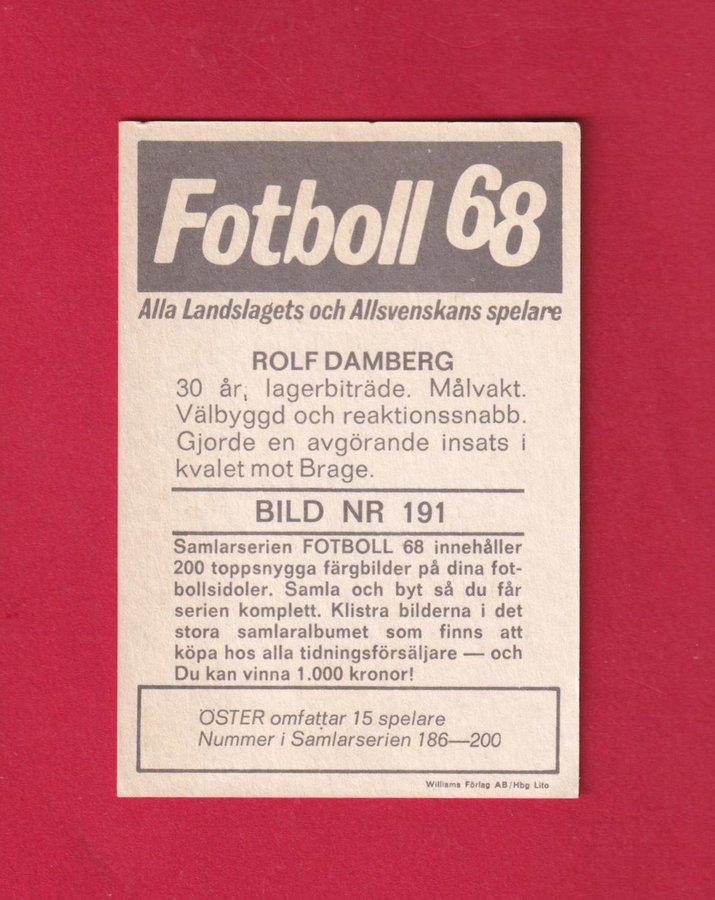 Fotboll 68
Alla Landslagets och Allsvenskans spelare
ROLF DAMBERG
30 år, lagerbiträde. Målvakt.
Välbyggd och reaktionssnabb.
Gjorde en avgörande insats i
kvalet mot Brage.
BILD NR 191
Samlarserien FOTBOLL 68 innehåller
200 toppsnygga färgbilder på dina fot-
bollsidoler. Samla och byt så du får
serien komplett. Klistra bilderna i det
stora samlaralbumet som finns att
köpa hos alla tidningsförsäljare — och
Du kan vinna 1.000 kronor!
ÖSTER omfattar 15 spelare
Nummer i Samlarserien 186—200
Williams Förlag AB/Hbg Lito